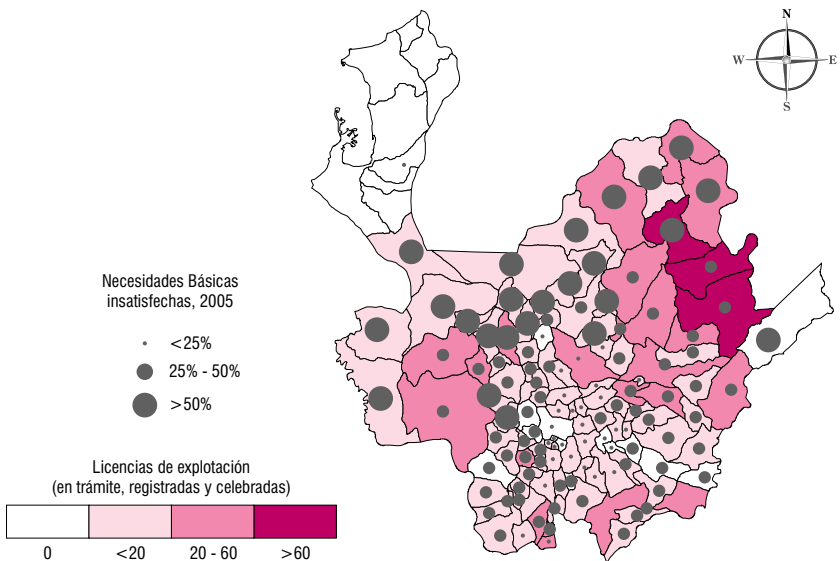 N
W
E
S
Necesidades Básicas
insatisfechas, 2005
<25%
25% - 50%
>50%
Licencias de explotación
(en trámite, registradas y celebradas)
0
<20
20 - 60
>60